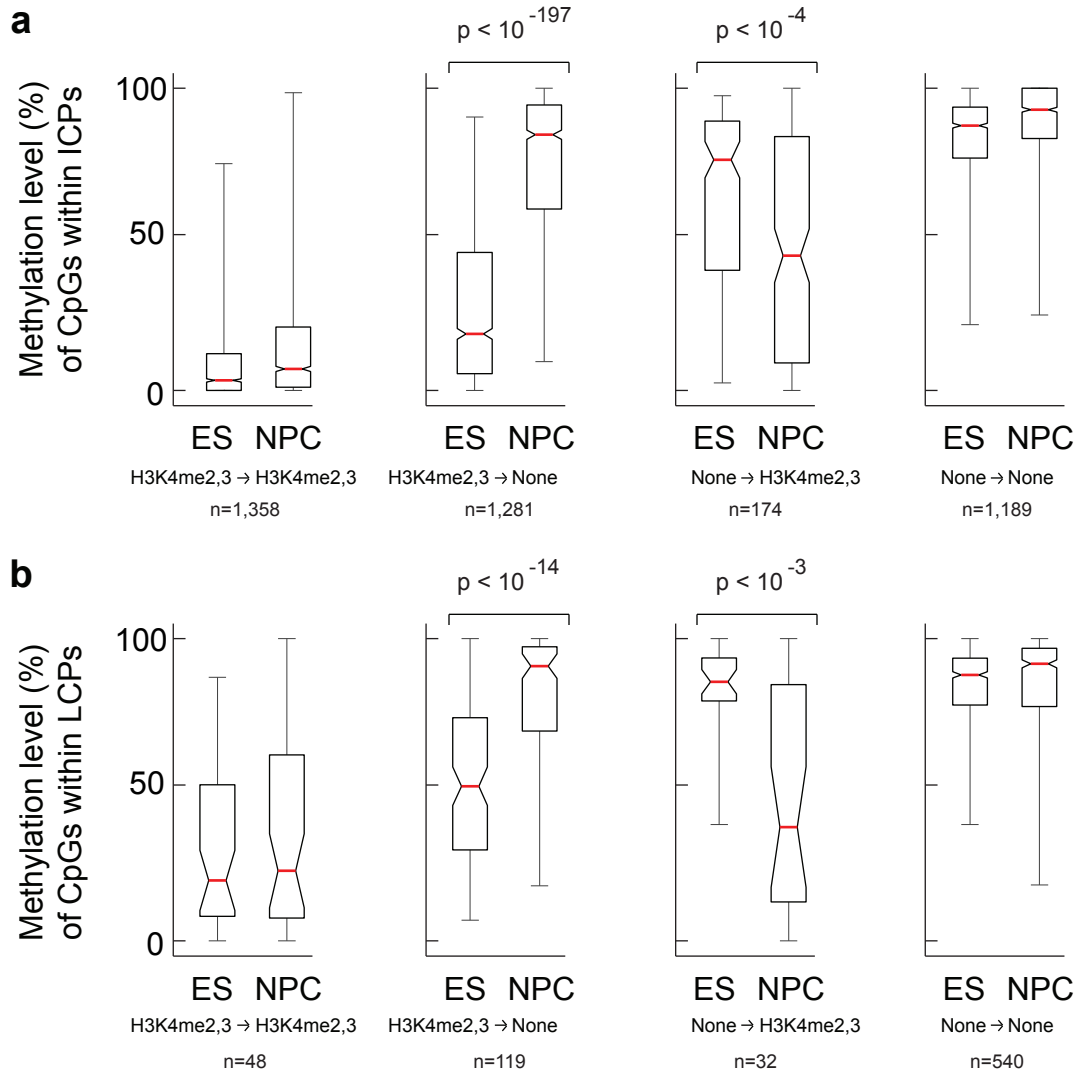 a
p < 10 -197
p < 10 -4
Methylation level (%)
of CpGs within ICPs
100
50
0
ES NPC
ES NPC
ES NPC
ES NPC
H3K4me2,3 → H3K4me2,3
H3K4me2,3 → None
None → H3K4me2,3
None → None
n=1,358
n=1,281
n=174
n=1,189
b
p < 10 -14
p < 10 -3
Methylation level (%)
of CpGs within LCPs
100
50
0
ES NPC
ES NPC
ES NPC
ES NPC
H3K4me2,3 → H3K4me2,3
H3K4me2,3 → None
None → H3K4me2,3
None → None
n=48
n=119
n=32
n=540